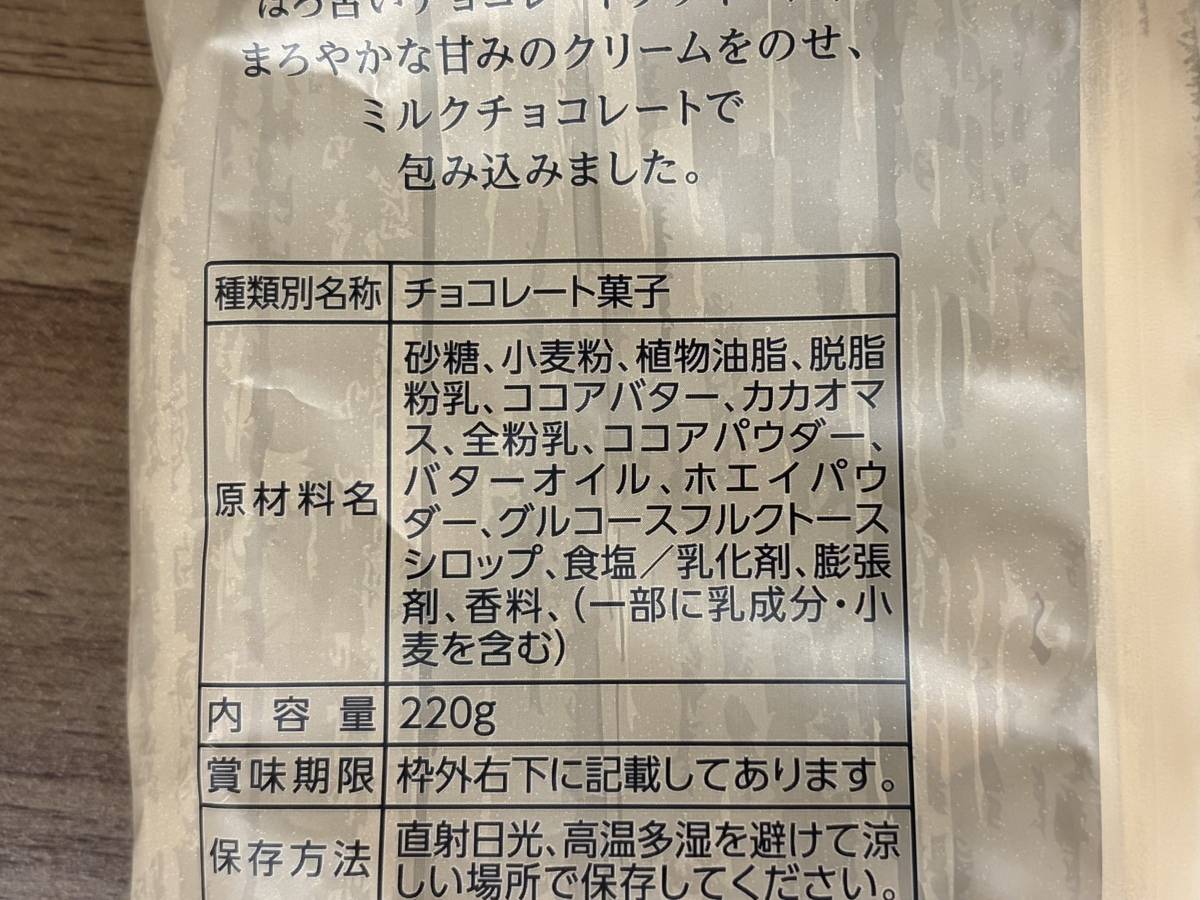 まろやかな甘みのクリームをのせ、
ミルクチョコレートで
包み込みました。
種類別名称 チョコレート菓子
原材料名
砂糖、小麦粉、植物油脂、脱脂
粉乳、ココアバター、カカオマ
ス、全粉乳、ココアパウダー、
バターオイル、ホエイパウ
ダー、グルコースフルクトース
シロップ、食塩／乳化剤、膨張
剤、香料、(一部に乳成分・小
麦を含む)
内容量 220g
賞味期限 枠外右下に記載してあります。
保存方法
直射日光、高温多湿を避けて涼
しい場所で保存してください。